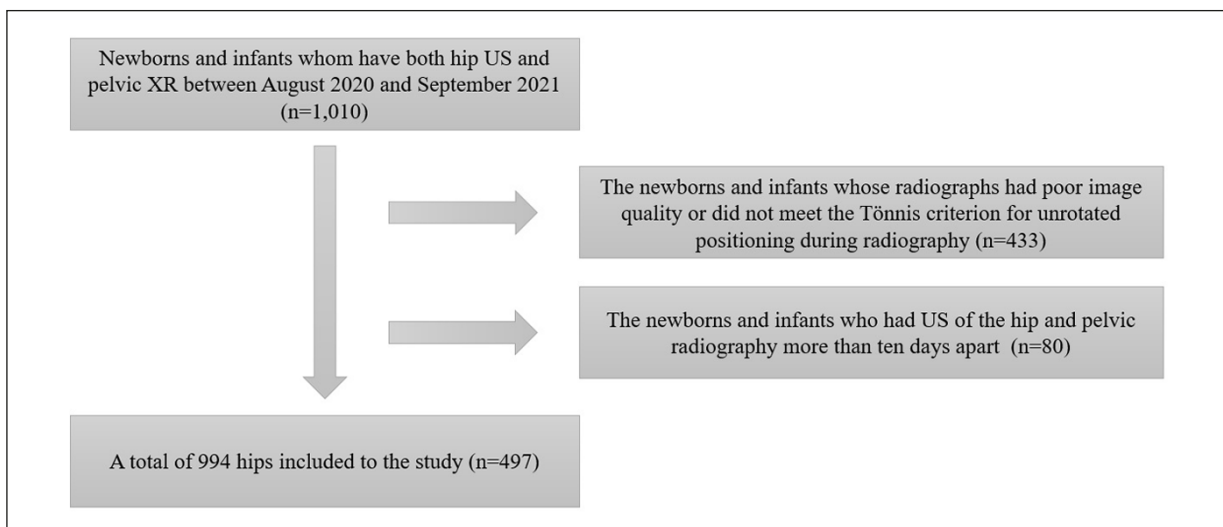 Newborns and infants whom have both hip US and
pelvic XR between August 2020 and September 2021
(n=1,010)
The newborns and infants whose radiographs had poor image
quality or did not meet the Tönnis criterion for unrotated
positioning during radiography (n=433)
The newborns and infants who had US of the hip and pelvic
radiography more than ten days apart (n=80)
A total of 994 hips included to the study (n=497)